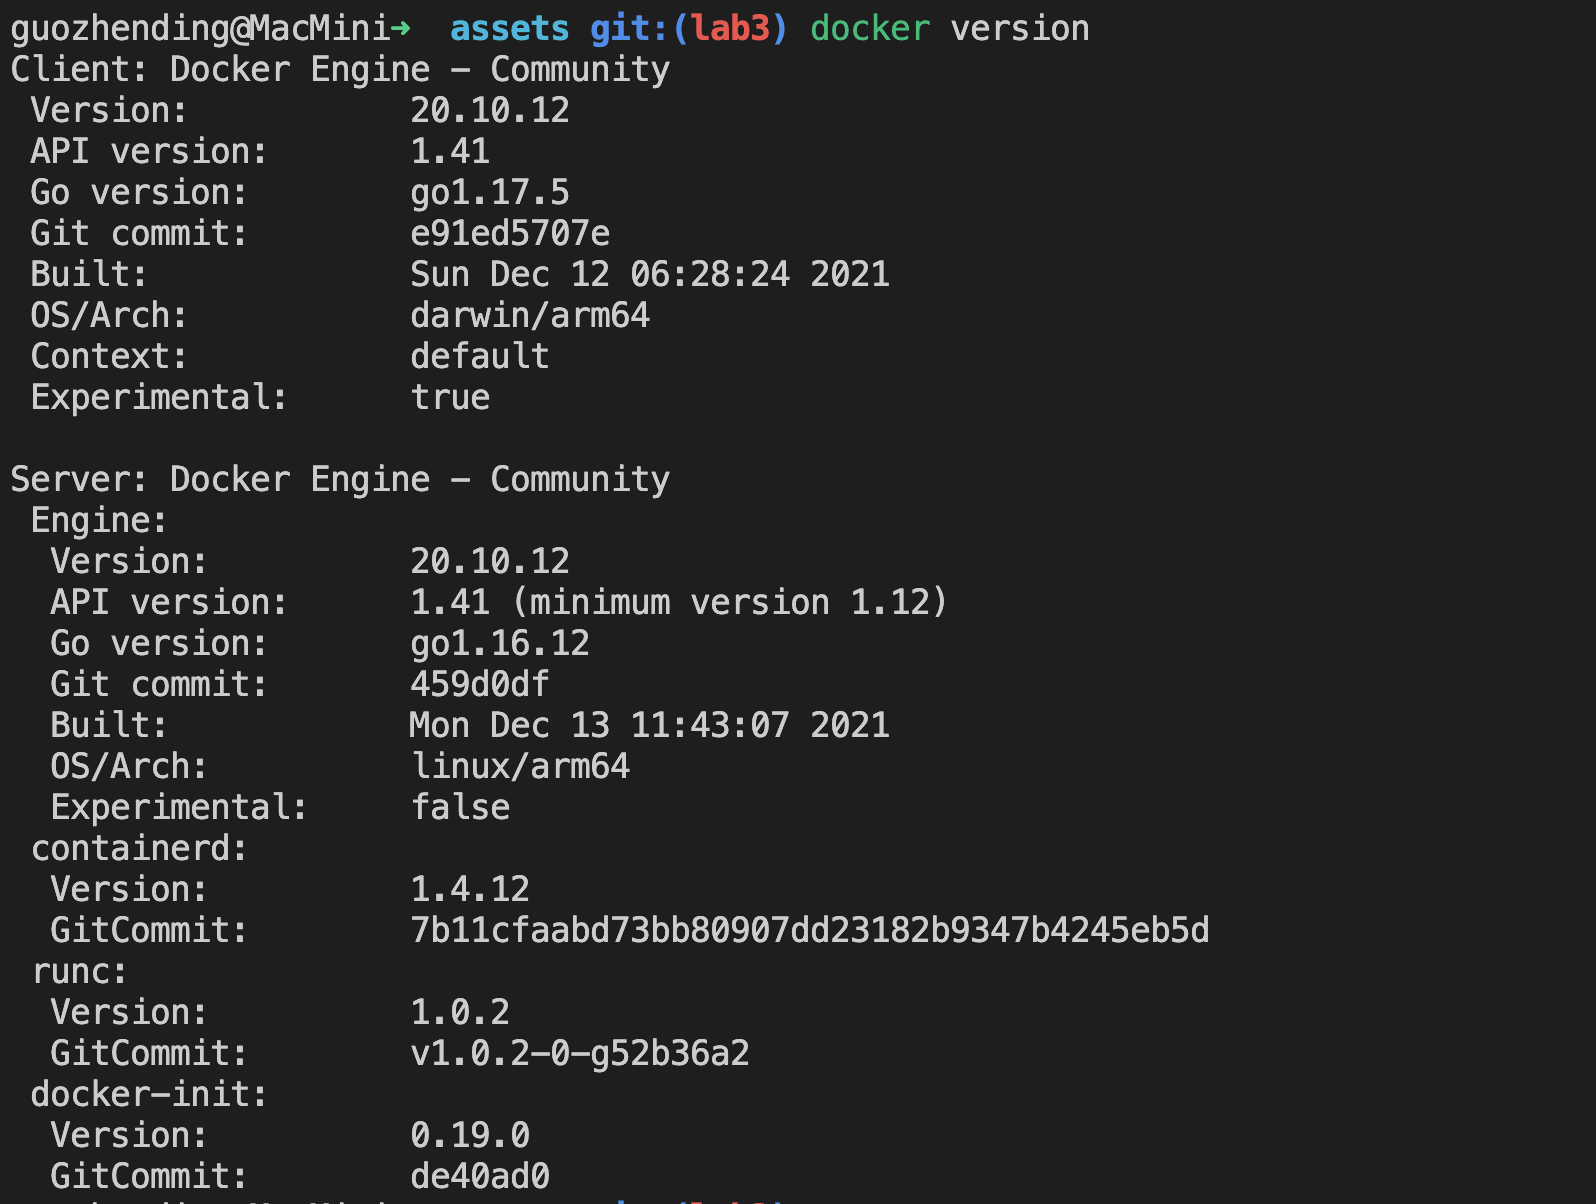 guozhending@MacMini➜  assets git:(lab3) docker version
Client: Docker Engine - Community
 Version:           20.10.12
 API version:       1.41
 Go version:        go1.17.5
 Git commit:        e91ed5707e
 Built:             Sun Dec 12 06:28:24 2021
 OS/Arch:           darwin/arm64
 Context:           default
 Experimental:      true

Server: Docker Engine - Community
 Engine:
  Version:          20.10.12
  API version:      1.41 (minimum version 1.12)
  Go version:       go1.16.12
  Git commit:       459d0df
  Built:            Mon Dec 13 11:43:07 2021
  OS/Arch:          linux/arm64
  Experimental:     false
 containerd:
  Version:          1.4.12
  GitCommit:        7b11cfaabd73bb80907dd23182b9347b4245eb5d
 runc:
  Version:          1.0.2
  GitCommit:        v1.0.2-0-g52b36a2
 docker-init:
  Version:          0.19.0
  GitCommit:        de40ad0